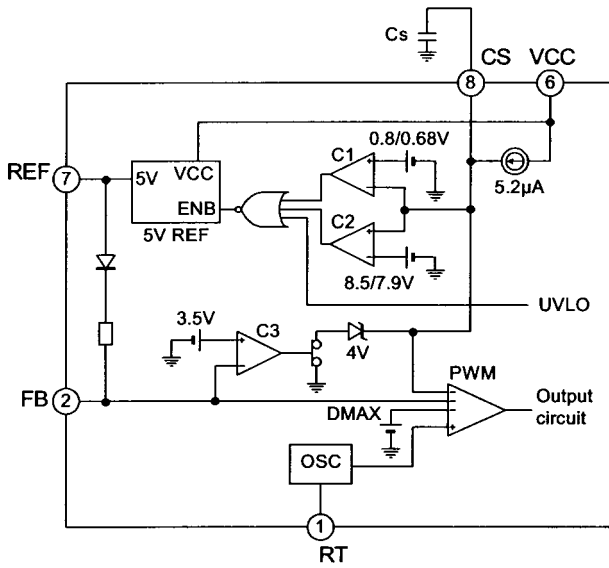 Cs
CS
VCC
8
6
0.8/0.68V
C1
REF
7
5V
VCC
5.2μA
ENB
C2
5V REF
8.5/7.9V
UVLO
3.5V
C3
4V
PWM
FB
2
DMAX
Output
circuit
OSC
1
RT